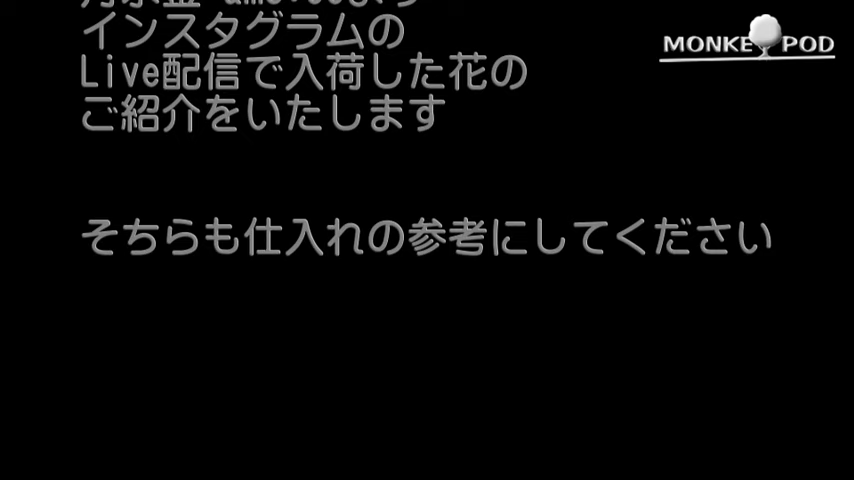 インスタグラムの
Live配信で入荷した花の
ご紹介をいたします
そちらも仕入れの参考にしてください
MONKEYPOD